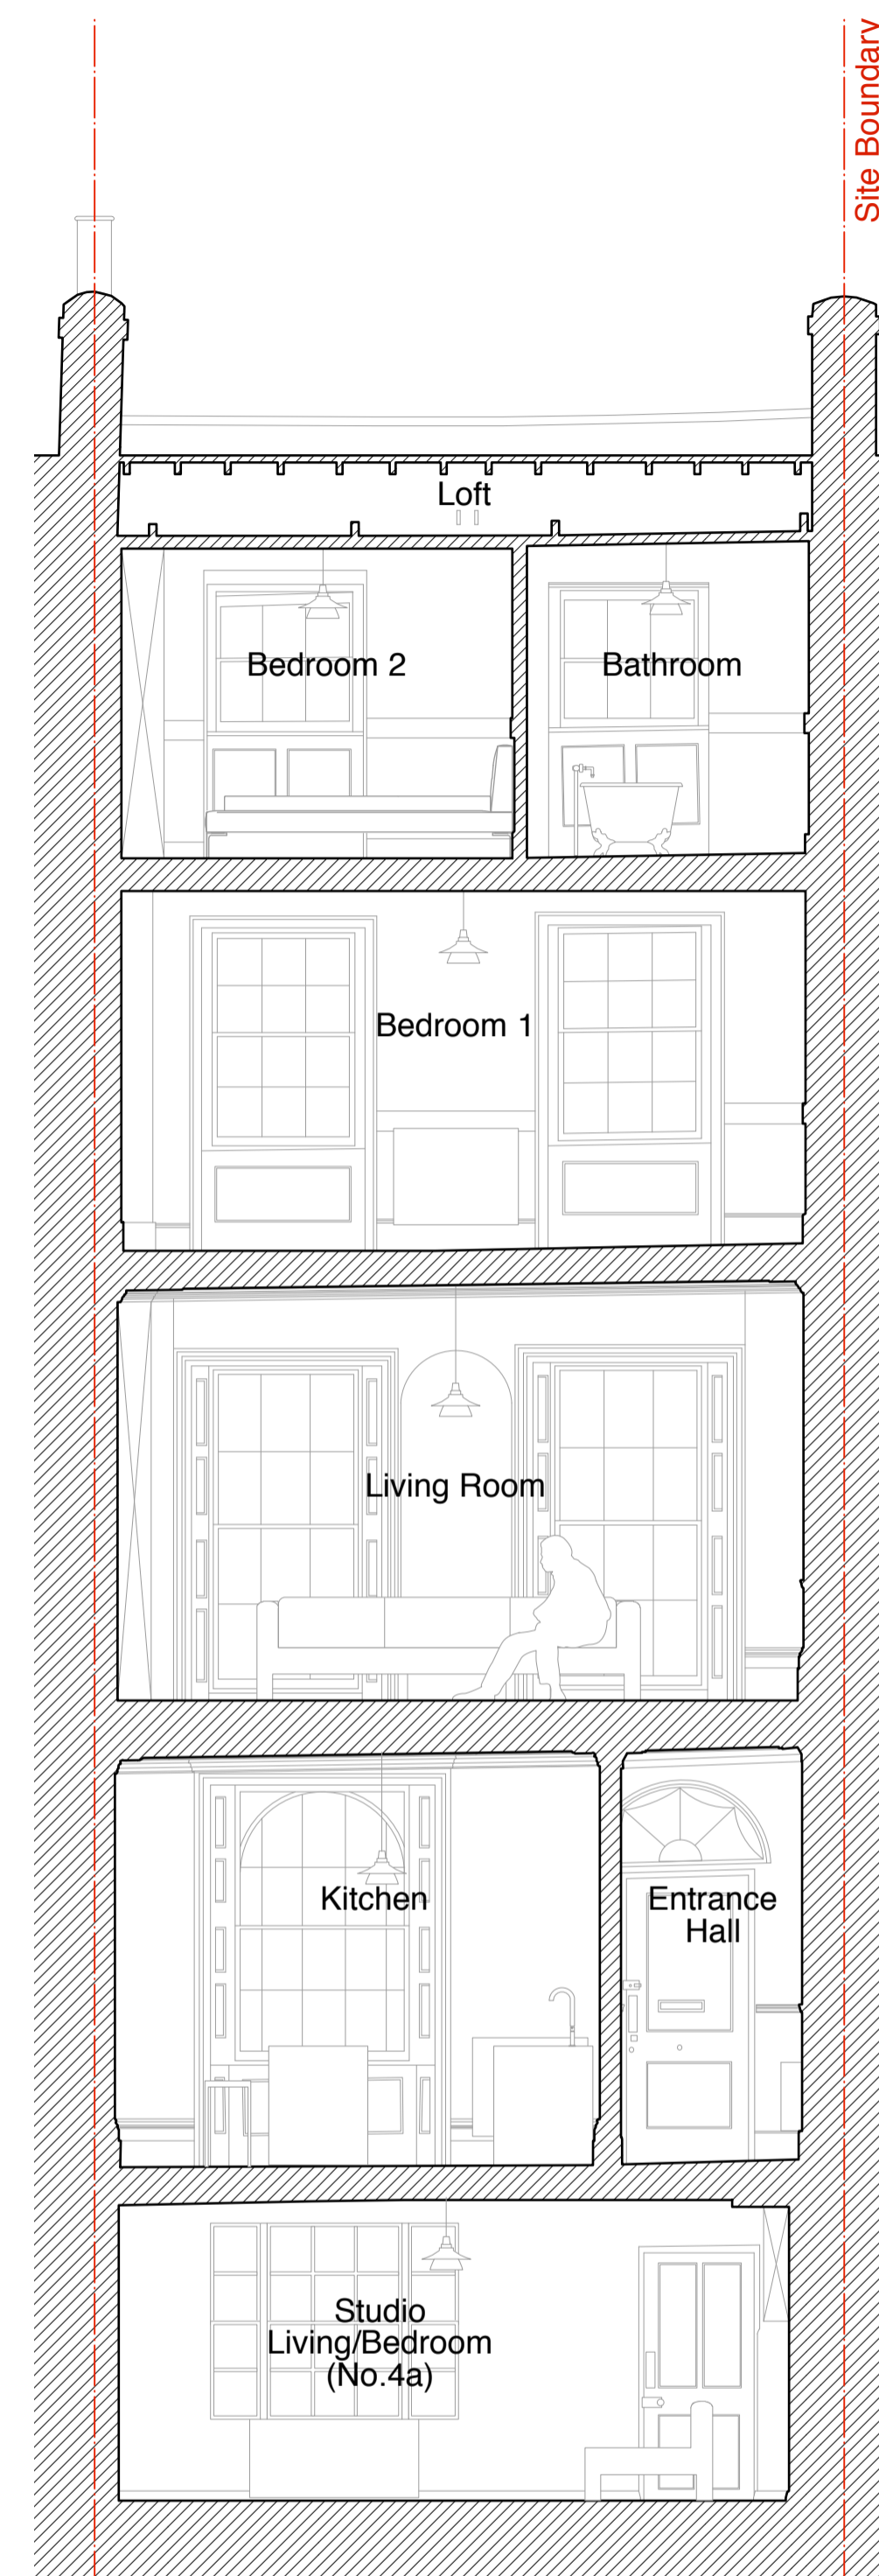 Site Boundary
Loft
Bedroom 2
Bathroom
Bedroom 1
Living Room
Kitchen
Entrance
Hall
Studio
Living/Bedroom
(No.4a)